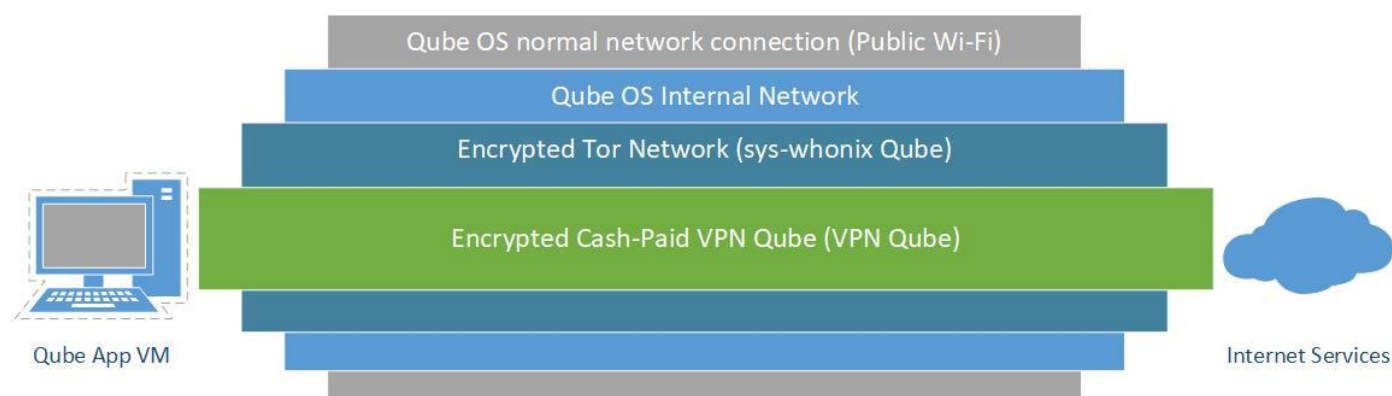 Qube OS normal network connection (Public Wi-Fi)
Qube OS Internal Network
Encrypted Tor Network (sys-whonix Qube)
Encrypted Cash-Paid VPN Qube (VPN Qube)
Qube App VM
Internet Services